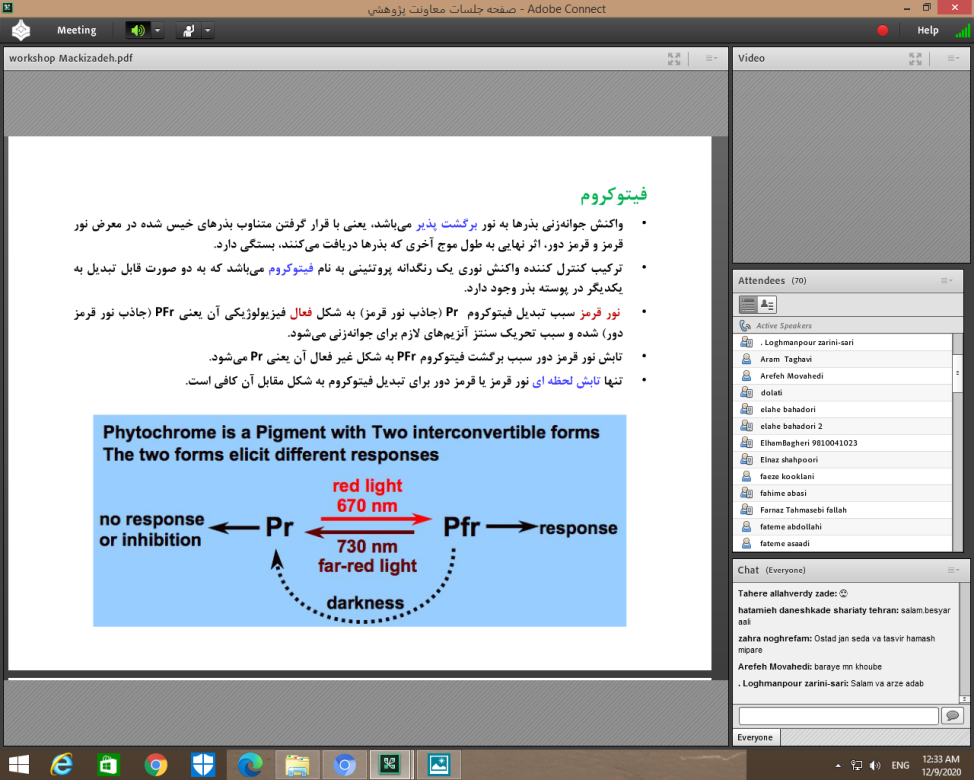 صفحه جلسات معاونت پژوهشي - Adobe Connect
Meeting
Help
workshop Mackizadeh.pdf
فیتوکروم
• واکنش جوانه‌زنی بذرها به نور برگشت پذیر می‌باشد، یعنی با قرار گرفتن متناوب بذرهای خیس شده در معرض نور
قرمز و قرمز دور، اثر نهایی به طول موج آخری که بذرها دریافت می‌کنند، بستگی دارد.
• ترکیب کنترل کننده واکنش نوری یک رنگدانه پروتئینی به نام فیتوکروم می‌باشد که به دو صورت قابل تبدیل به
یکدیگر در پوسته بذر وجود دارد.
• نور قرمز سبب تبدیل فیتوکروم Pr (جاذب نور قرمز) به شکل فعال فیزیولوژیکی آن یعنی PFr (جاذب نور قرمز
دور) شده و سبب تحریک سنتز آنزیم‌های لازم برای جوانه‌زنی می‌شود.
• تابش نور قرمز دور سبب برگشت فیتوکروم PFr به شکل غیر فعال آن یعنی Pr می‌شود.
• تنها تابش لحظه ای نور قرمز یا قرمز دور برای تبدیل فیتوکروم به شکل مقابل آن کافی است.
Phytochrome is a Pigment with Two interconvertible forms
The two forms elicit different responses
red light
670 nm
no response
or inhibition
Pr
Pfr
response
730 nm
far-red light
darkness
Video
Attendees (70)
Active Speakers
. Loghmanpour zarini-sari
Aram Taghavi
Arefeh Movahedi
dolati
elahe bahadori
elahe bahadori 2
ElhamBagheri 9810041023
Elnaz shahpoori
faeze kooklani
fahime abasi
Farnaz Tahmasebi fallah
fateme abdollahi
fateme asaadi
Chat (Everyone)
Tahere allahverdy zade:
hatamieh daneshkade shariaty tehran: salam.besyar
aali
zahra noghrefam: Ostad jan seda va tasvir hamash
mipare
Arefeh Movahedi: baraye mn khoube
. Loghmanpour zarini-sari: Salam va arze adab
Everyone
ENG
12:33 AM
12/9/2020